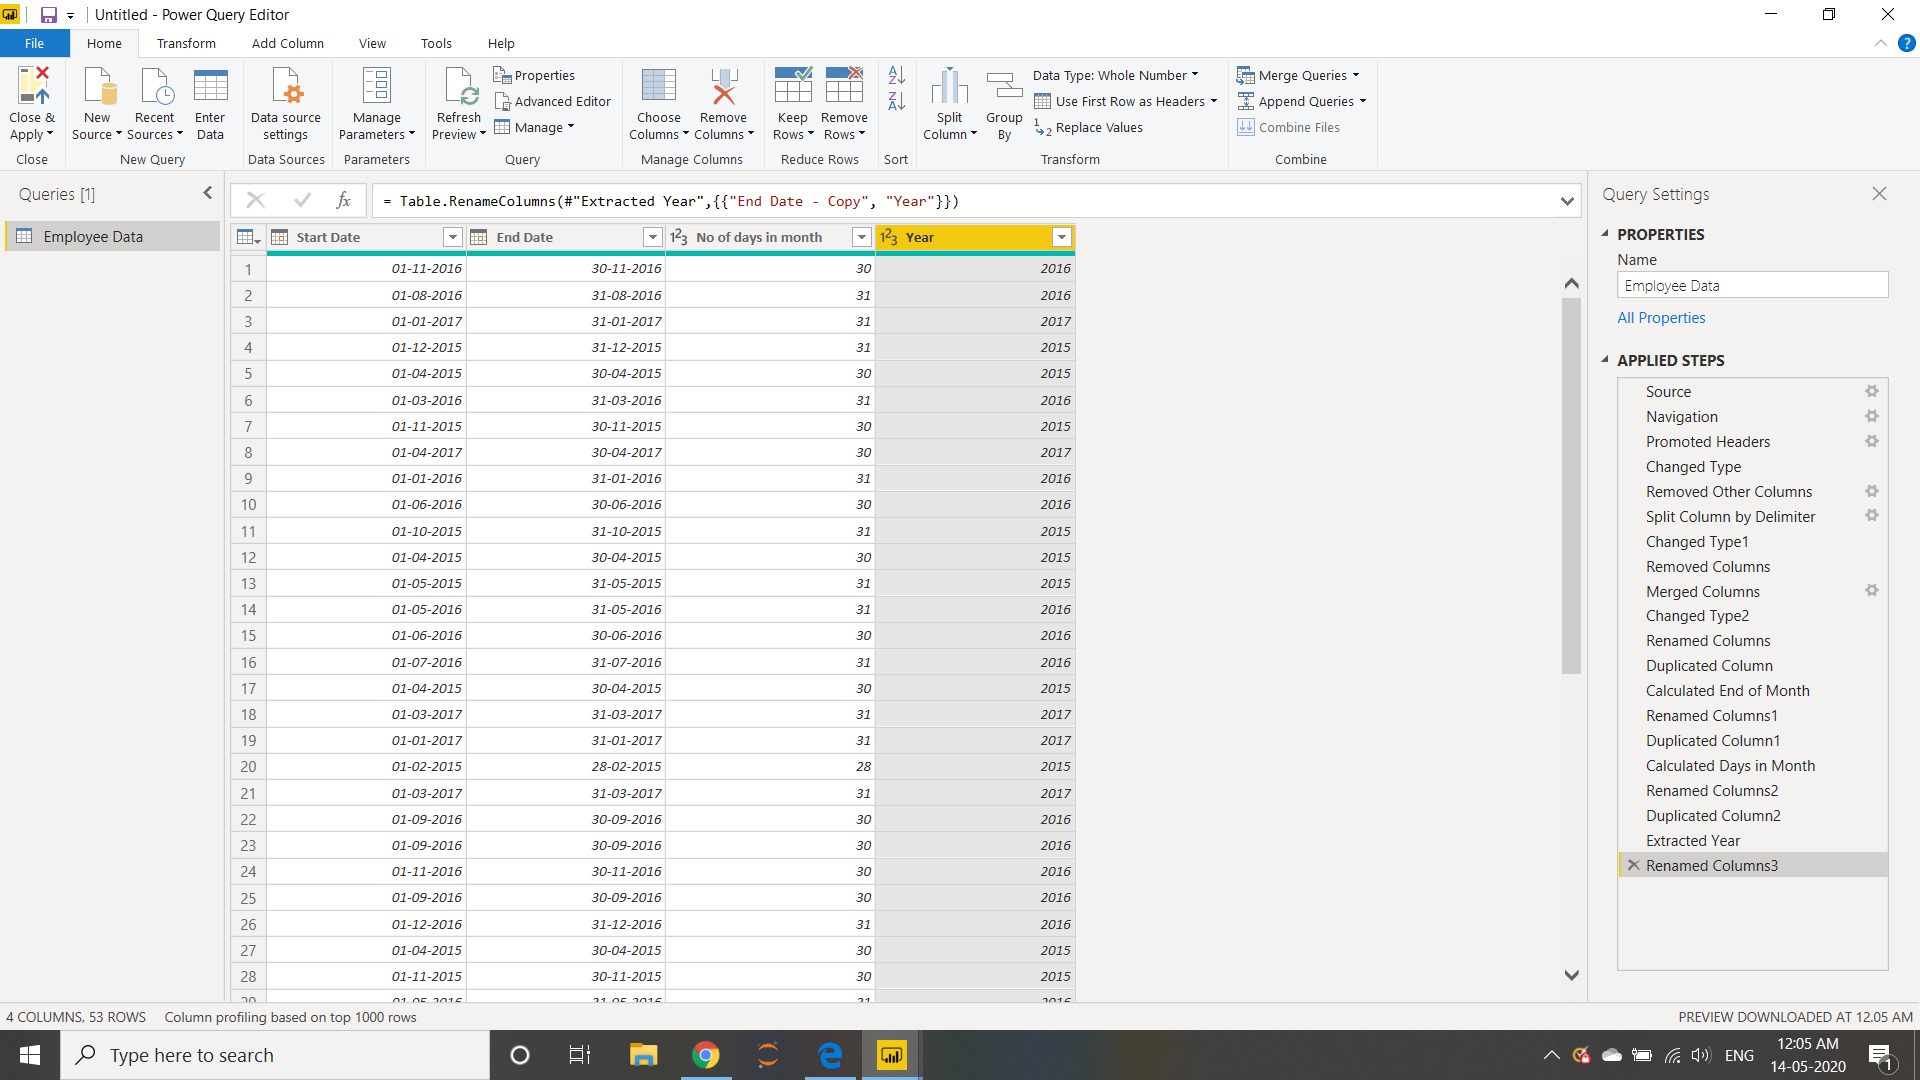 Untitled - Power Query Editor
File Home Transform Add Column View Tools Help
Close & Apply
Close
New Source
Recent Sources
Enter Data
New Query
Data source settings
Data Sources
Manage Parameters
Parameters
Refresh Preview
Properties
Advanced Editor
Manage
Query
Choose Columns
Remove Columns
Manage Columns
Keep Rows
Remove Rows
Reduce Rows
Sort
Split Column
Group By
Data Type: Whole Number
Use First Row as Headers
Replace Values
Transform
Merge Queries
Append Queries
Combine Files
Combine
Queries [1]
Employee Data
fx = Table.RenameColumns(#"Extracted Year",{{"End Date - Copy", "Year"}})
Start Date End Date 123 No of days in month 123 Year
1 01-11-2016 30-11-2016 30 2016
2 01-08-2016 31-08-2016 31 2016
3 01-01-2017 31-01-2017 31 2017
4 01-12-2015 31-12-2015 31 2015
5 01-04-2015 30-04-2015 30 2015
6 01-03-2016 31-03-2016 31 2016
7 01-11-2015 30-11-2015 30 2015
8 01-04-2017 30-04-2017 30 2017
9 01-01-2016 31-01-2016 31 2016
10 01-06-2016 30-06-2016 30 2016
11 01-10-2015 31-10-2015 31 2015
12 01-04-2015 30-04-2015 30 2015
13 01-05-2015 31-05-2015 31 2015
14 01-05-2016 31-05-2016 31 2016
15 01-06-2016 30-06-2016 30 2016
16 01-07-2016 31-07-2016 31 2016
17 01-04-2015 30-04-2015 30 2015
18 01-03-2017 31-03-2017 31 2017
19 01-01-2017 31-01-2017 31 2017
20 01-02-2015 28-02-2015 28 2015
21 01-03-2017 31-03-2017 31 2017
22 01-09-2016 30-09-2016 30 2016
23 01-09-2016 30-09-2016 30 2016
24 01-11-2016 30-11-2016 30 2016
25 01-09-2016 30-09-2016 30 2016
26 01-12-2016 31-12-2016 31 2016
27 01-04-2015 30-04-2015 30 2015
28 01-11-2015 30-11-2015 30 2015
29 01-05-2016 31-05-2016 31 2016
Query Settings
PROPERTIES
Name
Employee Data
All Properties
APPLIED STEPS
Source
Navigation
Promoted Headers
Changed Type
Removed Other Columns
Split Column by Delimiter
Changed Type1
Removed Columns
Merged Columns
Changed Type2
Renamed Columns
Duplicated Column
Calculated End of Month
Renamed Columns1
Duplicated Column1
Calculated Days in Month
Renamed Columns2
Duplicated Column2
Extracted Year
Renamed Columns3
4 COLUMNS, 53 ROWS Column profiling based on top 1000 rows
PREVIEW DOWNLOADED AT 12.05 AM
Type here to search
ENG
12:05 AM
14-05-2020
1